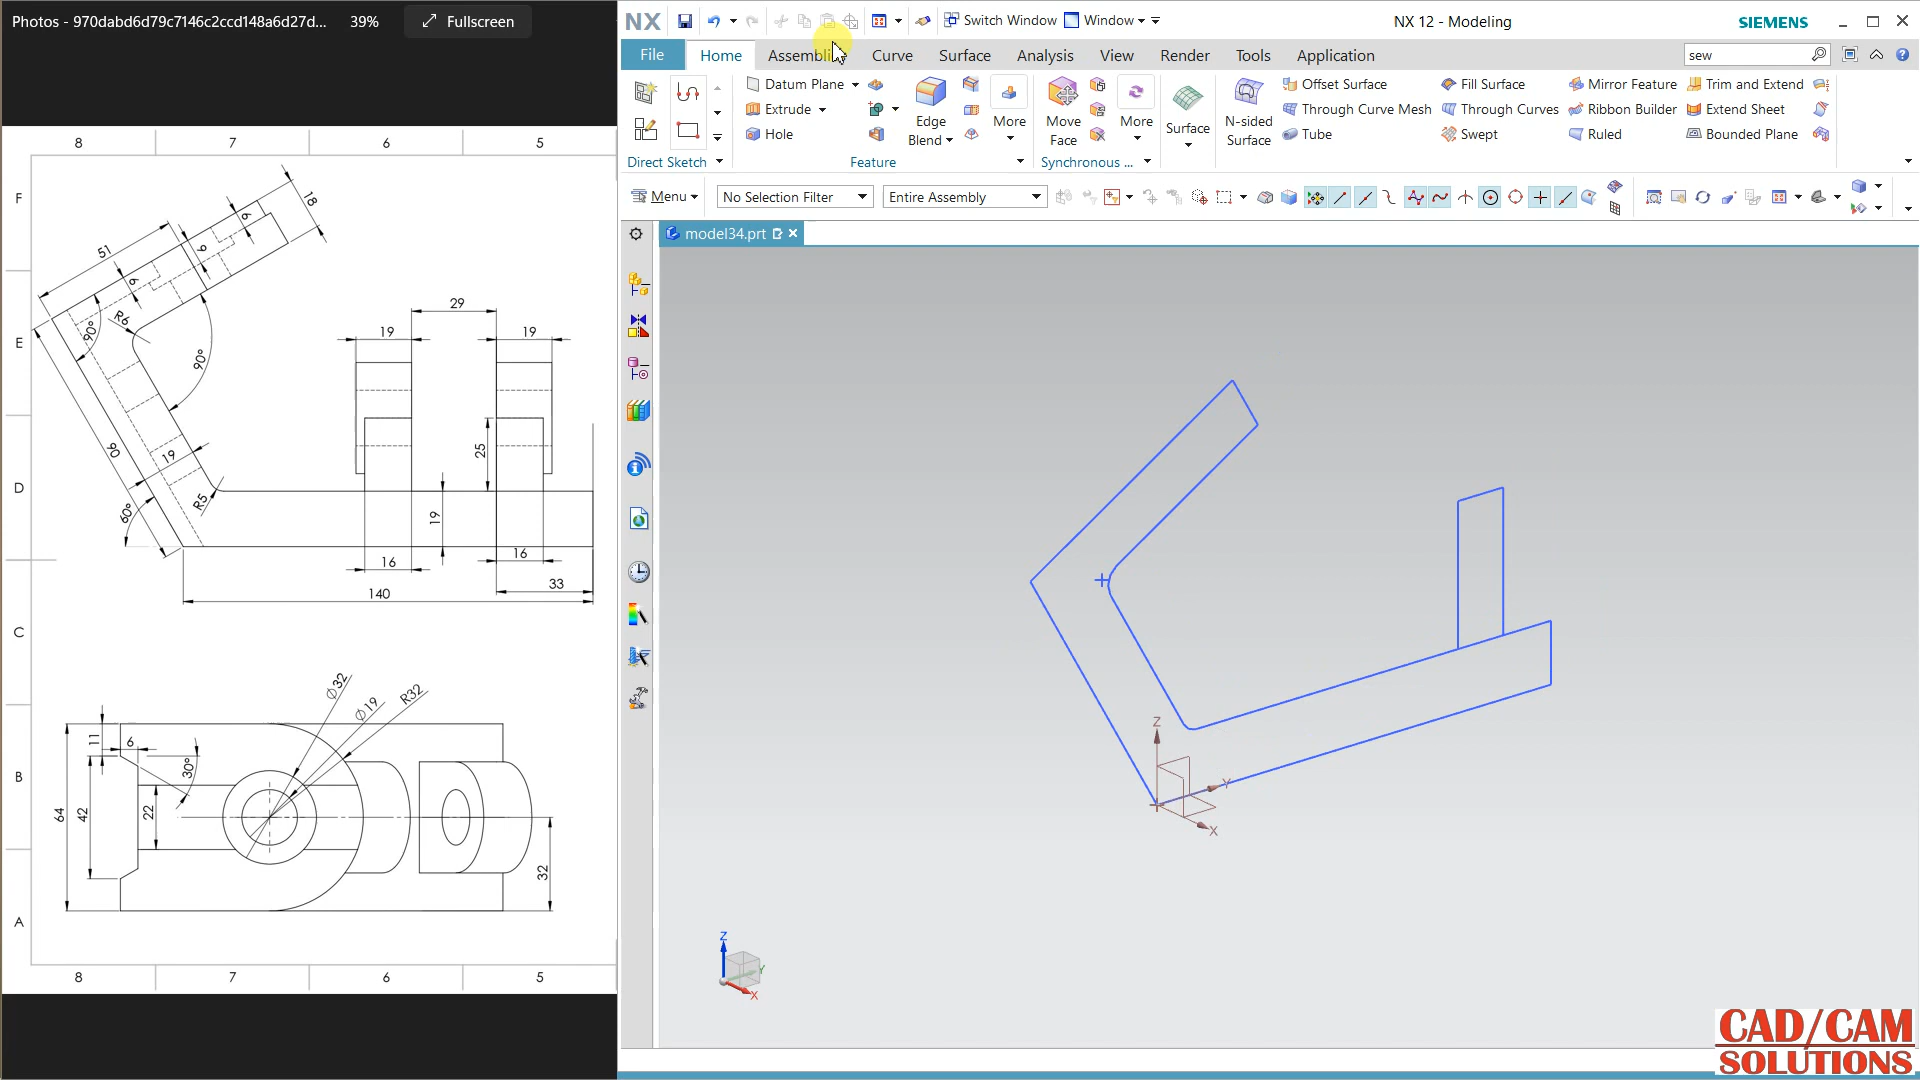 Photos - 970dabd6d79c7146c2ccd148a6d27d... 39% Fullscreen
NX Switch Window Window NX 12 - Modeling SIEMENS
File Home Assemblies Curve Surface Analysis View Render Tools Application sew
Datum Plane Offset Surface Fill Surface Mirror Feature Trim and Extend
Extrude Through Curve Mesh Through Curves Ribbon Builder Extend Sheet
Hole Edge Blend More Move Face More Surface N-sided Surface Tube Swept Ruled Bounded Plane
Direct Sketch Feature Synchronous ...
Menu No Selection Filter Entire Assembly
model34.prt
8 7 6 5
F
E
D
C
B
A
51
6
18
9
6
R6
90°
90°
29
19
19
90
19
60°
R5
25
19
16
16
33
140
Ø32
Ø19
R32
11
6
30°
64
42
22
32
8 7 6 5
Z
Y
X
Z
Y
X
CAD/CAM
SOLUTIONS